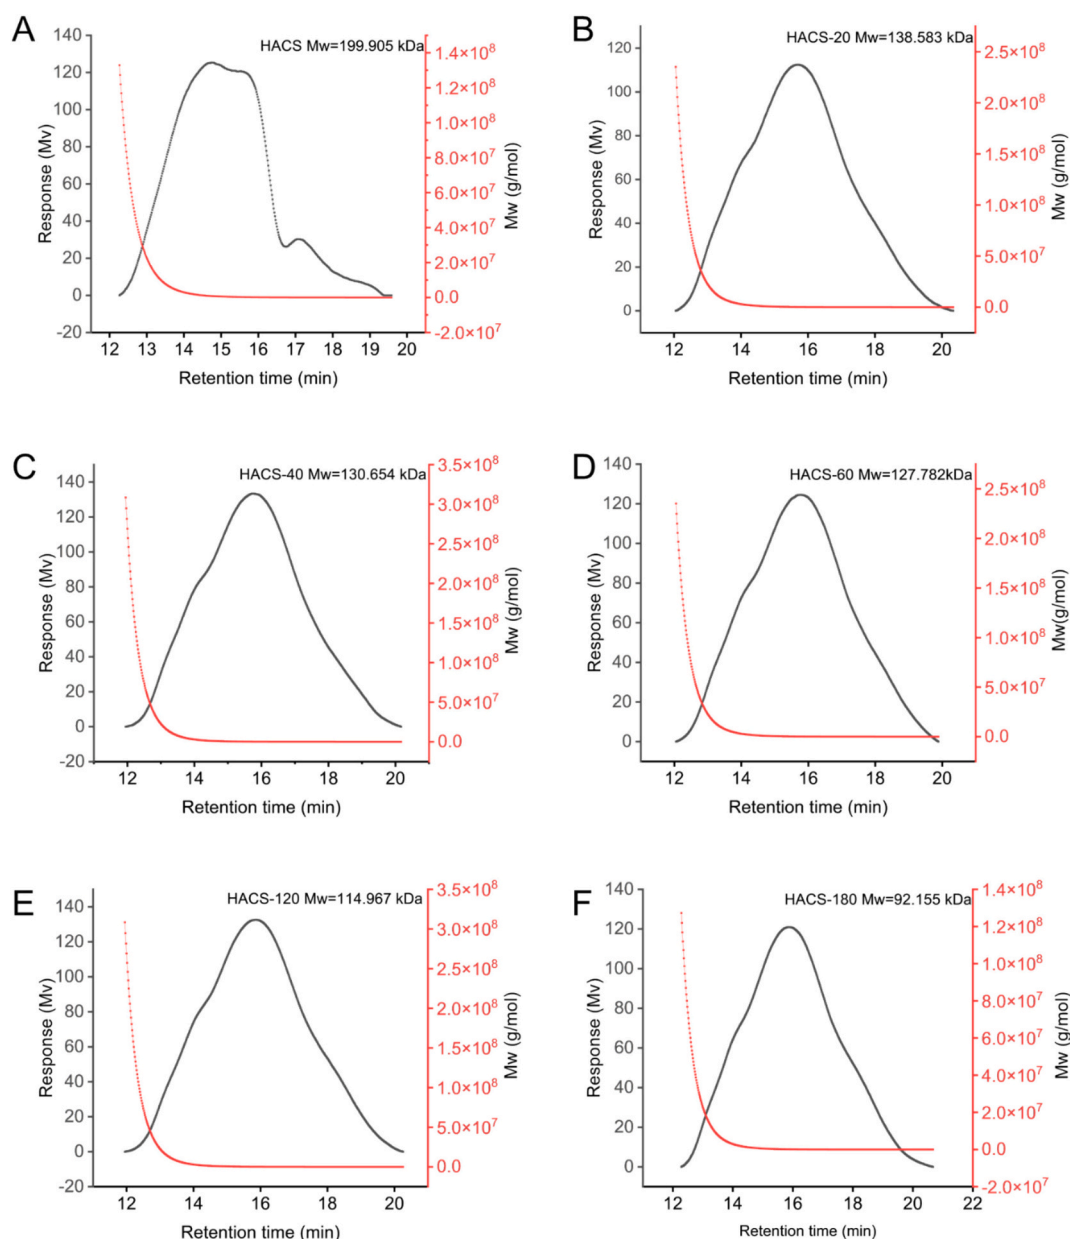 A
HACS Mw=199.905 kDa
140
120
100
80
60
40
20
0
-20
Response (Mv)
1.4×10⁸
1.2×10⁸
1.0×10⁸
8.0×10⁷
6.0×10⁷
4.0×10⁷
2.0×10⁷
0.0
-2.0×10⁷
Mw (g/mol)
12 13 14 15 16 17 18 19 20
Retention time (min)
B
HACS-20 Mw=138.583 kDa
120
100
80
60
40
20
0
Response (Mv)
2.5×10⁸
2.0×10⁸
1.5×10⁸
1.0×10⁸
5.0×10⁷
0.0
Mw (g/mol)
12 14 16 18 20
Retention time (min)
C
HACS-40 Mw=130.654 kDa
140
120
100
80
60
40
20
0
-20
Response (Mv)
3.5×10⁸
3.0×10⁸
2.5×10⁸
2.0×10⁸
1.5×10⁸
1.0×10⁸
5.0×10⁷
0.0
Mw (g/mol)
12 14 16 18 20
Retention time (min)
D
HACS-60 Mw=127.782kDa
140
120
100
80
60
40
20
0
Response (Mv)
2.5×10⁸
2.0×10⁸
1.5×10⁸
1.0×10⁸
5.0×10⁷
0.0
Mw(g/mol)
12 14 16 18 20
Retention time (min)
E
HACS-120 Mw=114.967 kDa
140
120
100
80
60
40
20
0
-20
Response (Mv)
3.5×10⁸
3.0×10⁸
2.5×10⁸
2.0×10⁸
1.5×10⁸
1.0×10⁸
5.0×10⁷
0.0
Mw (g/mol)
12 14 16 18 20
Retention time (min)
F
HACS-180 Mw=92.155 kDa
140
120
100
80
60
40
20
0
Response (Mv)
1.4×10⁸
1.2×10⁸
1.0×10⁸
8.0×10⁷
6.0×10⁷
4.0×10⁷
2.0×10⁷
0.0
-2.0×10⁷
Mw (g/mol)
12 14 16 18 20 22
Retention time (min)